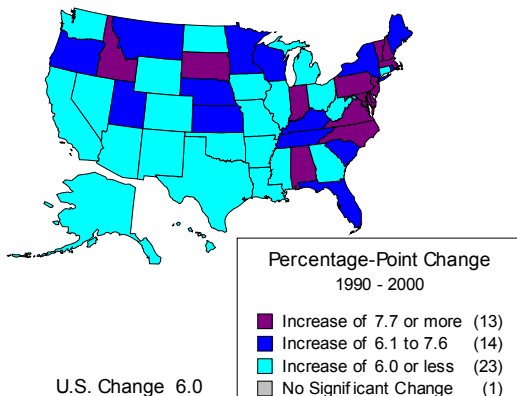 Percentage-Point Change
1990 - 2000
Increase of 7.7 or more (13)
Increase of 6.1 to 7.6 (14)
Increase of 6.0 or less (23)
No Significant Change (1)
U.S. Change 6.0